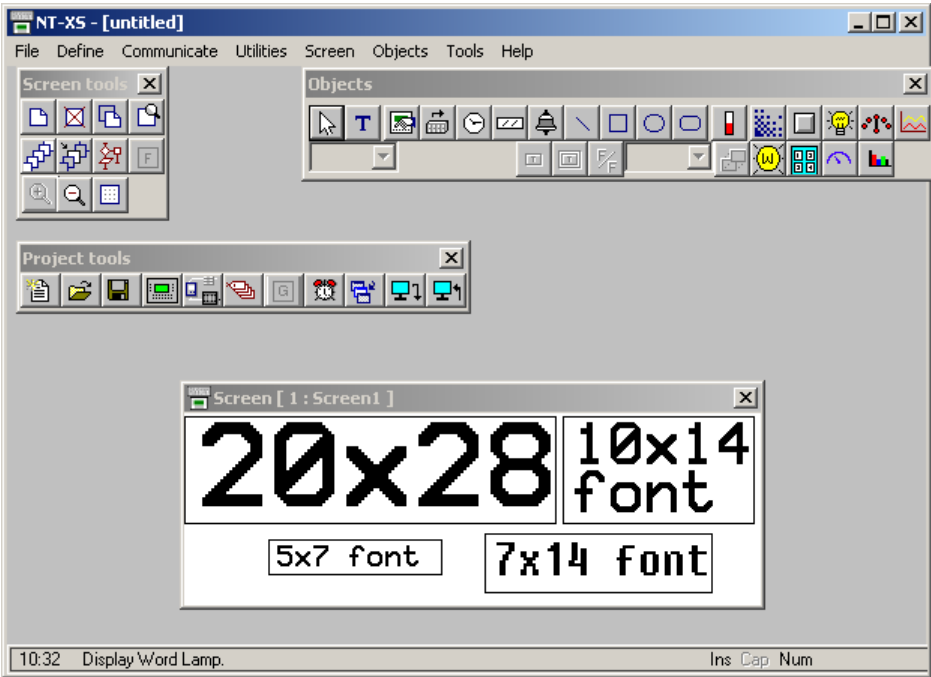 NT-XS - [untitled]
File Define Communicate Utilities Screen Objects Tools Help
Screen tools
Objects
T
F
F/F
W
Project tools
G
Screen [ 1 : Screen1 ]
20x28
10x14
font
5x7 font
7x14 font
10:32 Display Word Lamp.
Ins Cap Num